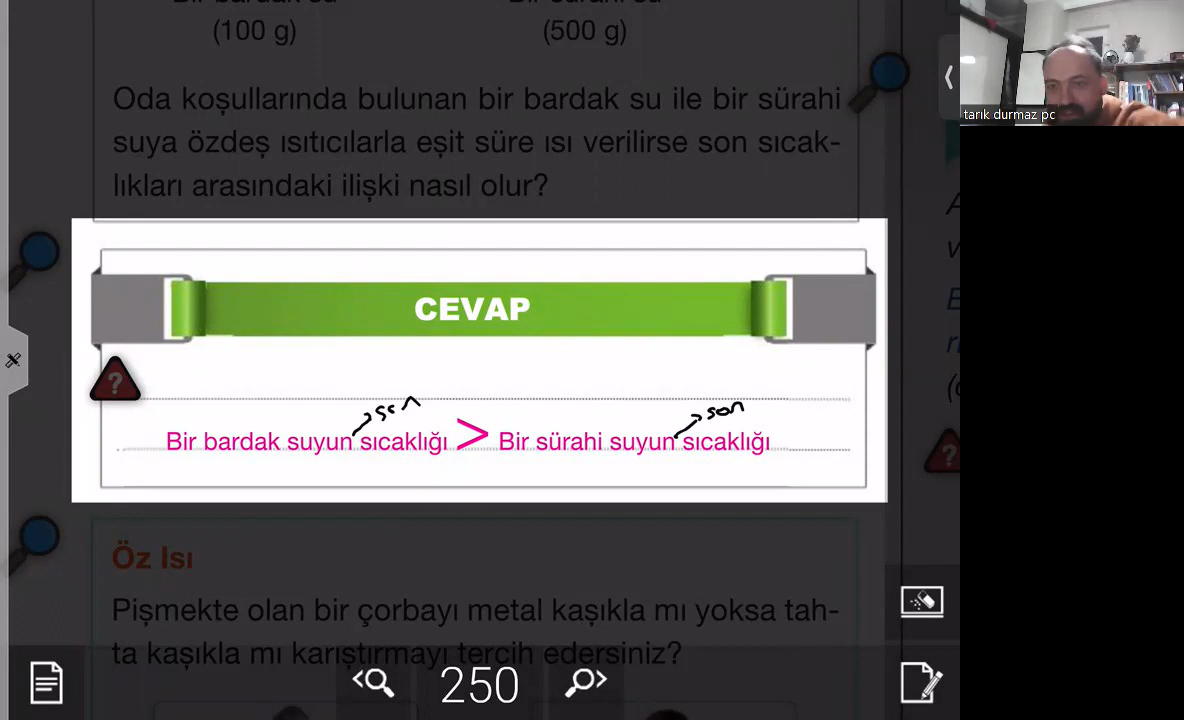 (100 g) (500 g)
Oda koşullarında bulunan bir bardak su ile bir sürahi
suya özdeş ısıtıcılarla eşit süre ısı verilirse son sıcak-
lıkları arasındaki ilişki nasıl olur?
tarık durmaz pc
CEVAP
son son
Bir bardak suyun sıcaklığı > Bir sürahi suyun sıcaklığı
Öz Isı
Pişmekte olan bir çorbayı metal kaşıkla mı yoksa tah-
ta kaşıkla mı karıştırmayı tercih edersiniz?
250